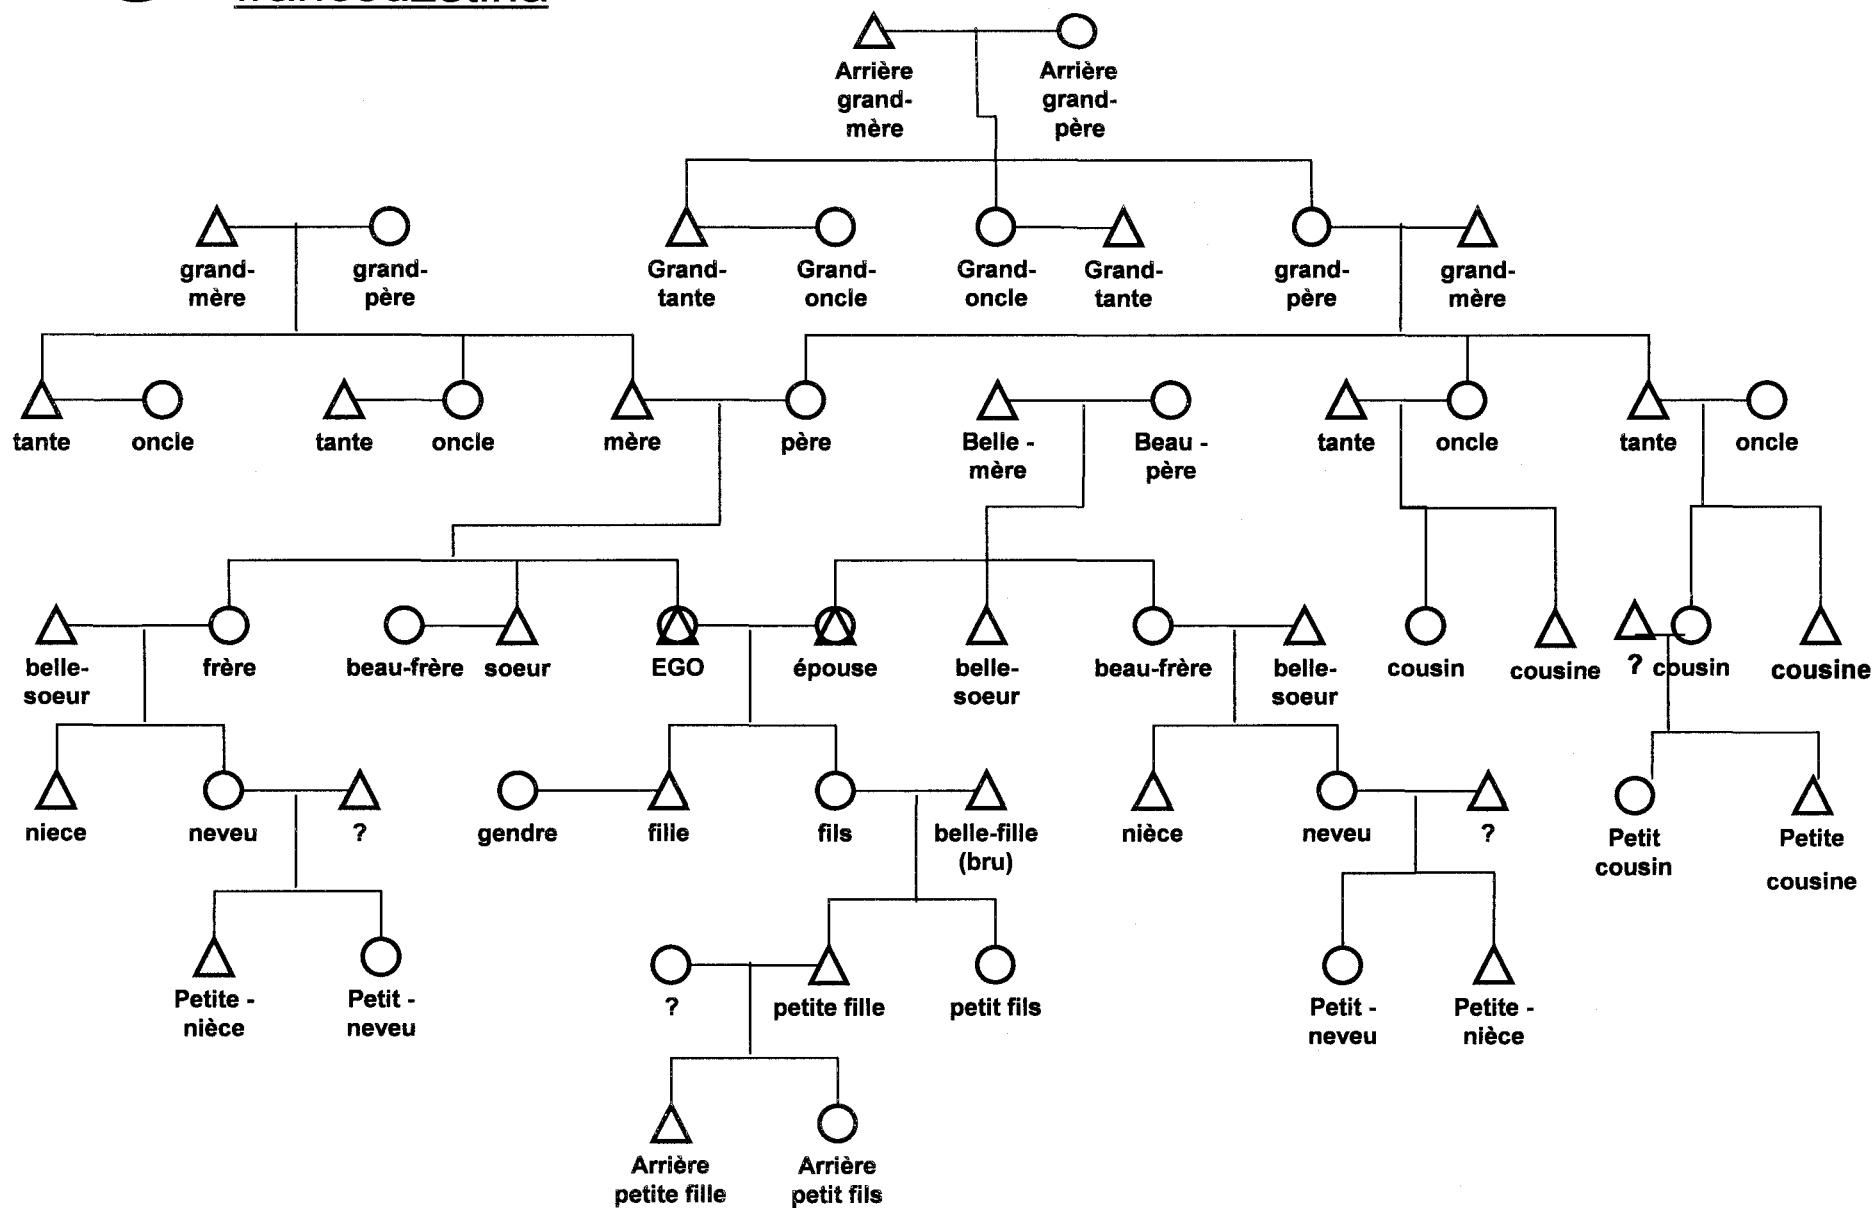 Arrière
grand-
mère
Arrière
grand-
père
grand-
mère
grand-
père
Grand-
tante
Grand-
oncle
Grand-
oncle
Grand-
tante
grand-
père
grand-
mère
tante
oncle
tante
oncle
mère
père
Belle -
mère
Beau -
père
tante
oncle
tante
oncle
belle-
soeur
frère
beau-frère
soeur
EGO
épouse
belle-
soeur
beau-frère
belle-
soeur
cousin
cousine
?
cousin
cousine
niece
neveu
?
gendre
fille
fils
belle-fille
(bru)
nièce
neveu
?
Petit
cousin
Petite
cousine
Petite -
nièce
Petit -
neveu
?
petite fille
petit fils
Petit -
neveu
Petite -
nièce
Arrière
petite fille
Arrière
petit fils